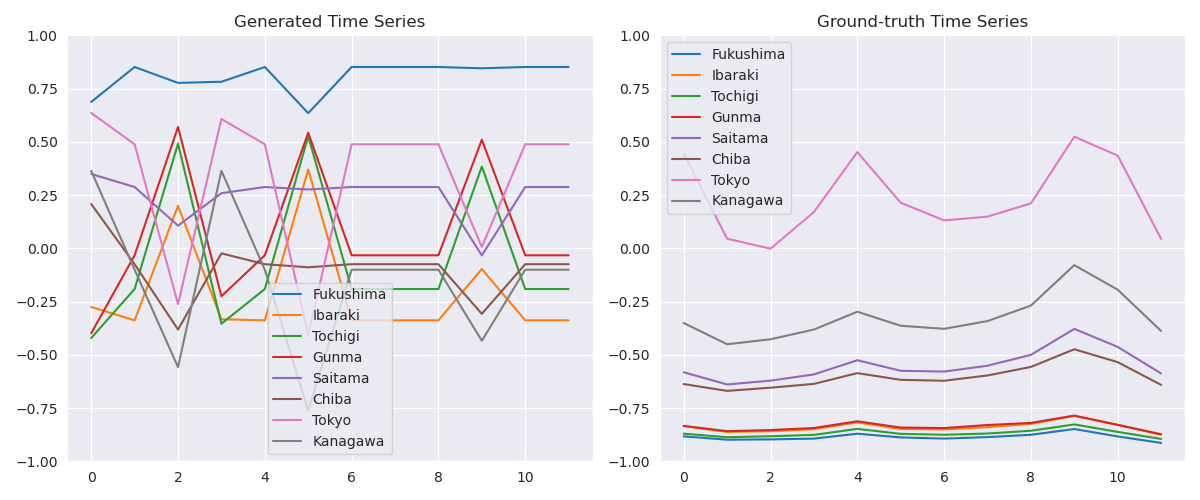 Generated Time Series
1.00
0.75
0.50
0.25
0.00
−0.25
−0.50
−0.75
−1.00
0 2 4 6 8 10
Fukushima
Ibaraki
Tochigi
Gunma
Saitama
Chiba
Tokyo
Kanagawa
Ground-truth Time Series
1.00
0.75
0.50
0.25
0.00
−0.25
−0.50
−0.75
−1.00
0 2 4 6 8 10
Fukushima
Ibaraki
Tochigi
Gunma
Saitama
Chiba
Tokyo
Kanagawa